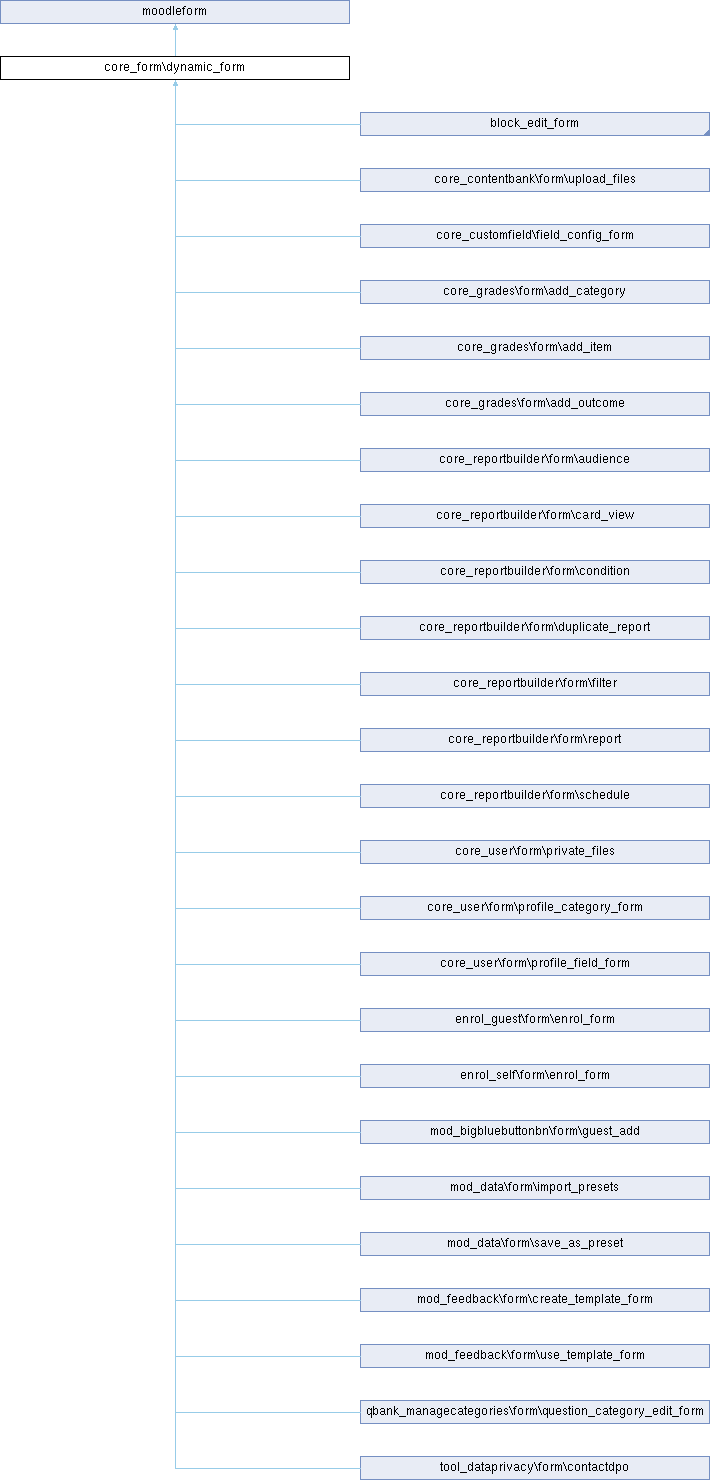 moodleform
core_form\dynamic_form
block_edit_form
core_contentbank\form\upload_files
core_customfield\field_config_form
core_grades\form\add_category
core_grades\form\add_item
core_grades\form\add_outcome
core_reportbuilder\form\audience
core_reportbuilder\form\card_view
core_reportbuilder\form\condition
core_reportbuilder\form\duplicate_report
core_reportbuilder\form\filter
core_reportbuilder\form\report
core_reportbuilder\form\schedule
core_user\form\private_files
core_user\form\profile_category_form
core_user\form\profile_field_form
enrol_guest\form\enrol_form
enrol_self\form\enrol_form
mod_bigbluebuttonbn\form\guest_add
mod_data\form\import_presets
mod_data\form\save_as_preset
mod_feedback\form\create_template_form
mod_feedback\form\use_template_form
qbank_managecategories\form\question_category_edit_form
tool_dataprivacy\form\contactdpo